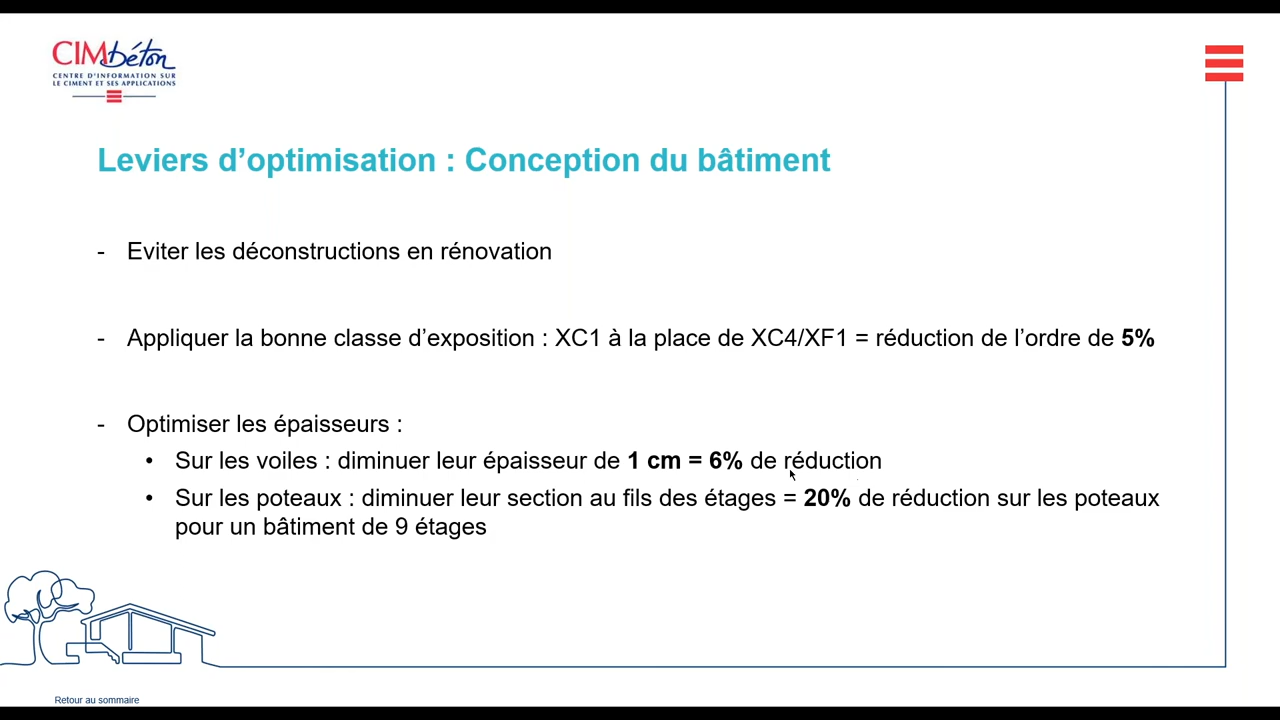 CIMbéton
CENTRE D'INFORMATION SUR
LE CIMENT ET SES APPLICATIONS
Leviers d’optimisation : Conception du bâtiment
- Eviter les déconstructions en rénovation
- Appliquer la bonne classe d’exposition : XC1 à la place de XC4/XF1 = réduction de l’ordre de 5%
- Optimiser les épaisseurs :
• Sur les voiles : diminuer leur épaisseur de 1 cm = 6% de réduction
• Sur les poteaux : diminuer leur section au fils des étages = 20% de réduction sur les poteaux
pour un bâtiment de 9 étages
Retour au sommaire